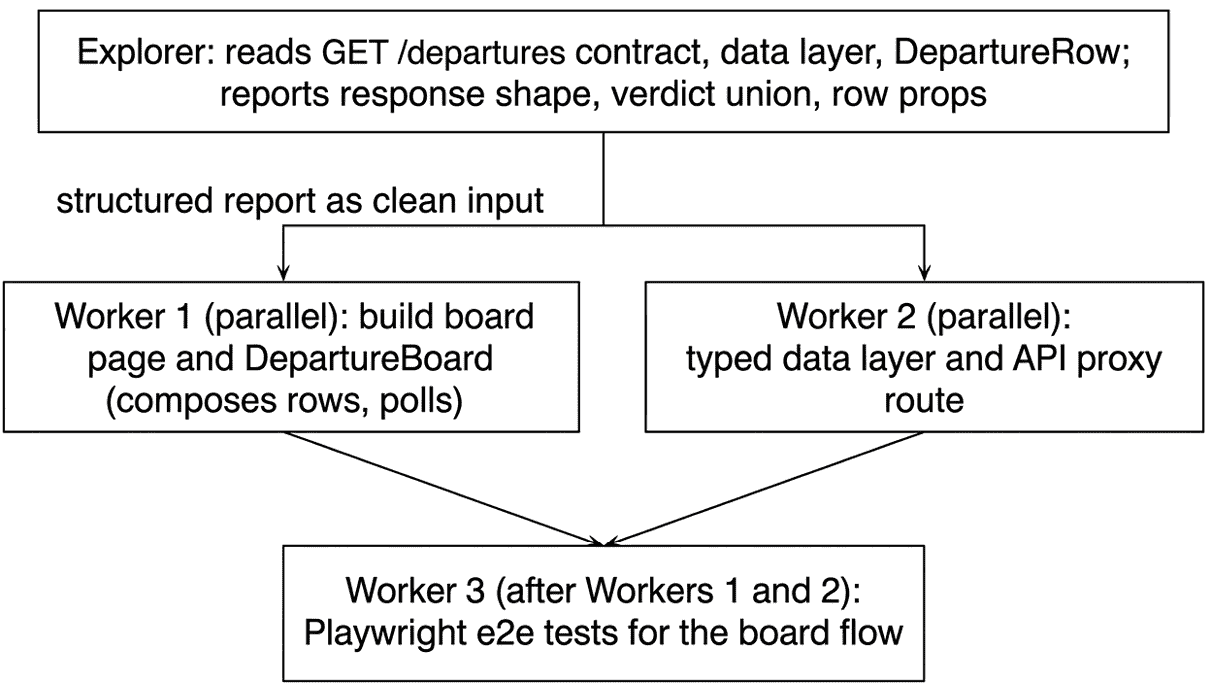 Explorer: reads GET /departures contract, data layer, DepartureRow;
reports response shape, verdict union, row props
structured report as clean input
Worker 1 (parallel): build board
page and DepartureBoard
(composes rows, polls)
Worker 2 (parallel):
typed data layer and API proxy
route
Worker 3 (after Workers 1 and 2):
Playwright e2e tests for the board flow